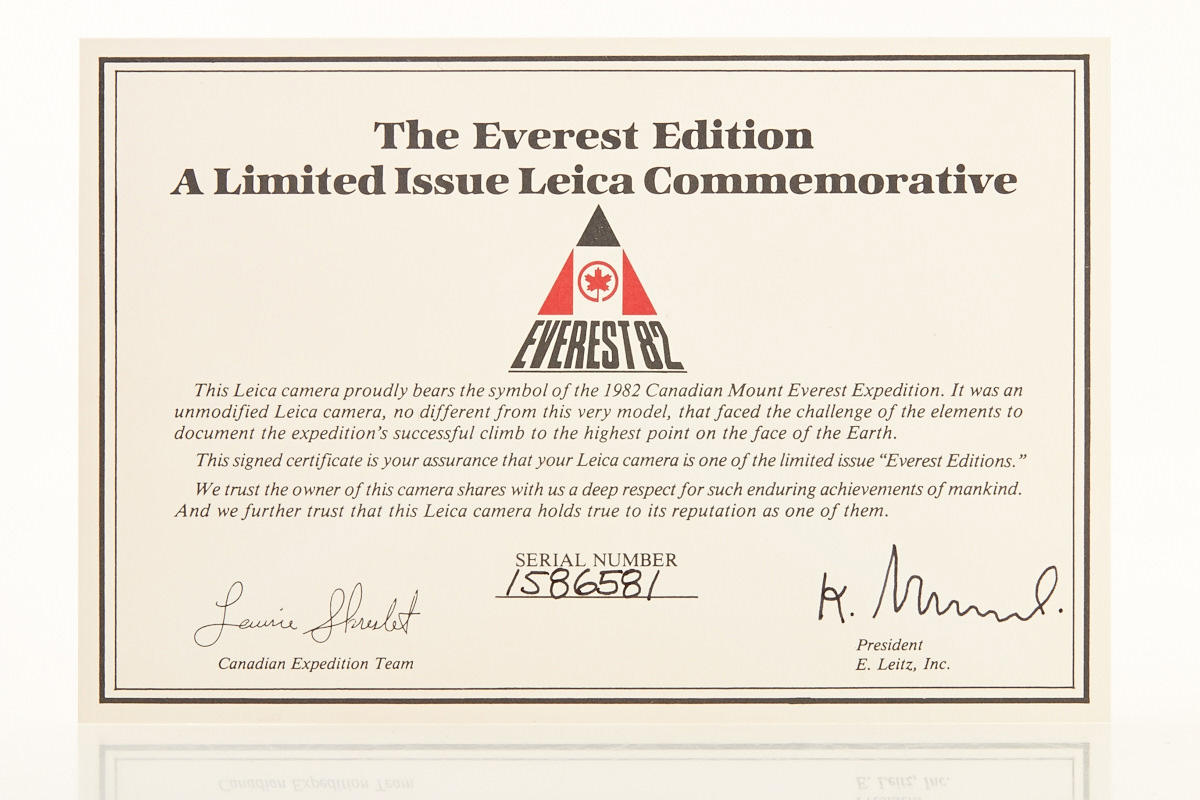 The Everest Edition
A Limited Issue Leica Commemorative
EVEREST 82
This Leica camera proudly bears the symbol of the 1982 Canadian Mount Everest Expedition. It was an
unmodified Leica camera, no different from this very model, that faced the challenge of the elements to
document the expedition's successful climb to the highest point on the face of the Earth.
This signed certificate is your assurance that your Leica camera is one of the limited issue “Everest Editions.”
We trust the owner of this camera shares with us a deep respect for such enduring achievements of mankind.
And we further trust that this Leica camera holds true to its reputation as one of them.
SERIAL NUMBER
1586581
Laurie Skreslet
Canadian Expedition Team
K.
President
E. Leitz, Inc.